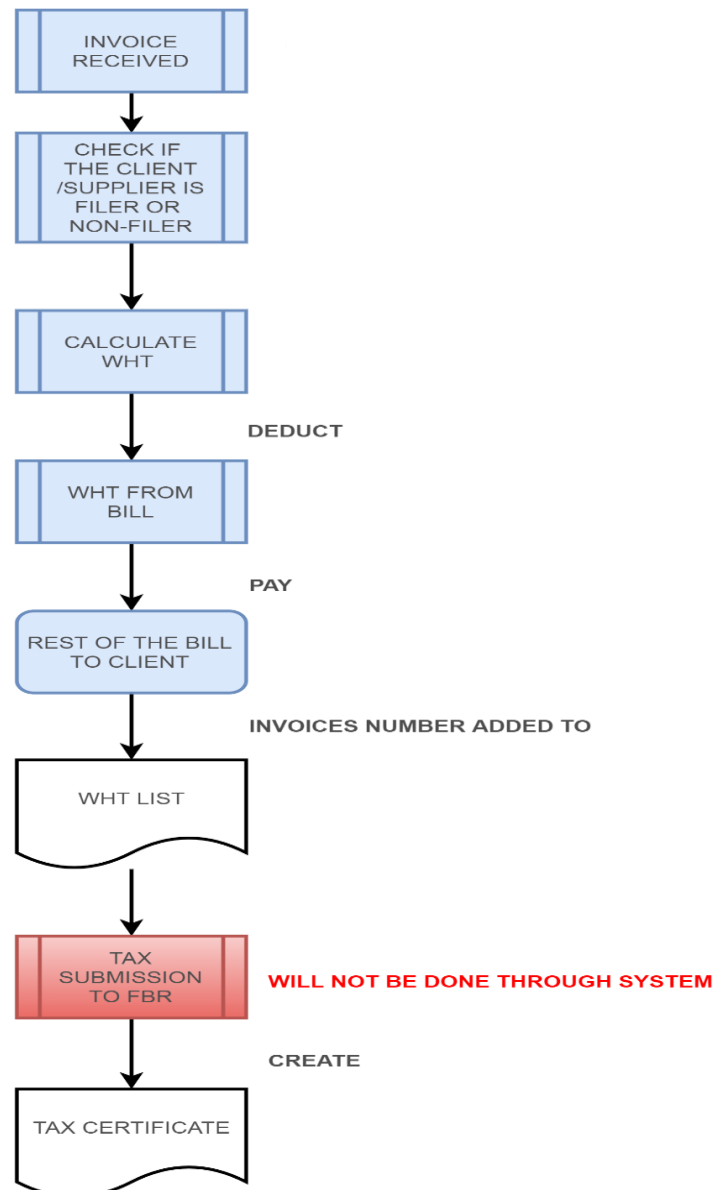 INVOICE
RECEIVED
CHECK IF
THE CLIENT
/SUPPLIER IS
FILER OR
NON-FILER
CALCULATE
WHT
DEDUCT
WHT FROM
BILL
PAY
REST OF THE BILL
TO CLIENT
INVOICES NUMBER ADDED TO
WHT LIST
TAX
SUBMISSION
TO FBR
WILL NOT BE DONE THROUGH SYSTEM
CREATE
TAX CERTIFICATE